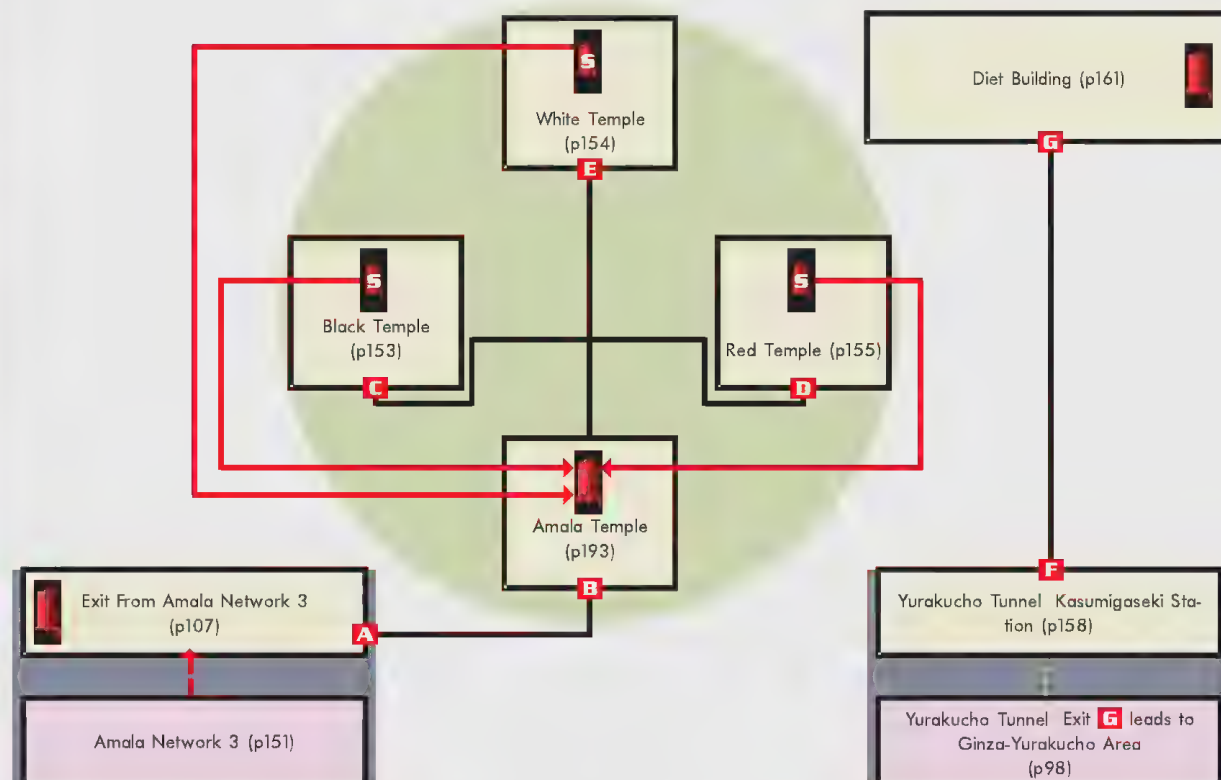 S
White Temple
(p154)
E
Diet Building (p161)
G
S
Black Temple
(p153)
C
S
Red Temple (p155)
D
Amala Temple
(p193)
B
Exit From Amala Network 3
(p107)
A
Amala Network 3 (p151)
F
Yurakucho Tunnel Kasumigaseki Sta-
tion (p158)
Yurakucho Tunnel Exit G leads to
Ginza-Yurakucho Area
(p98)